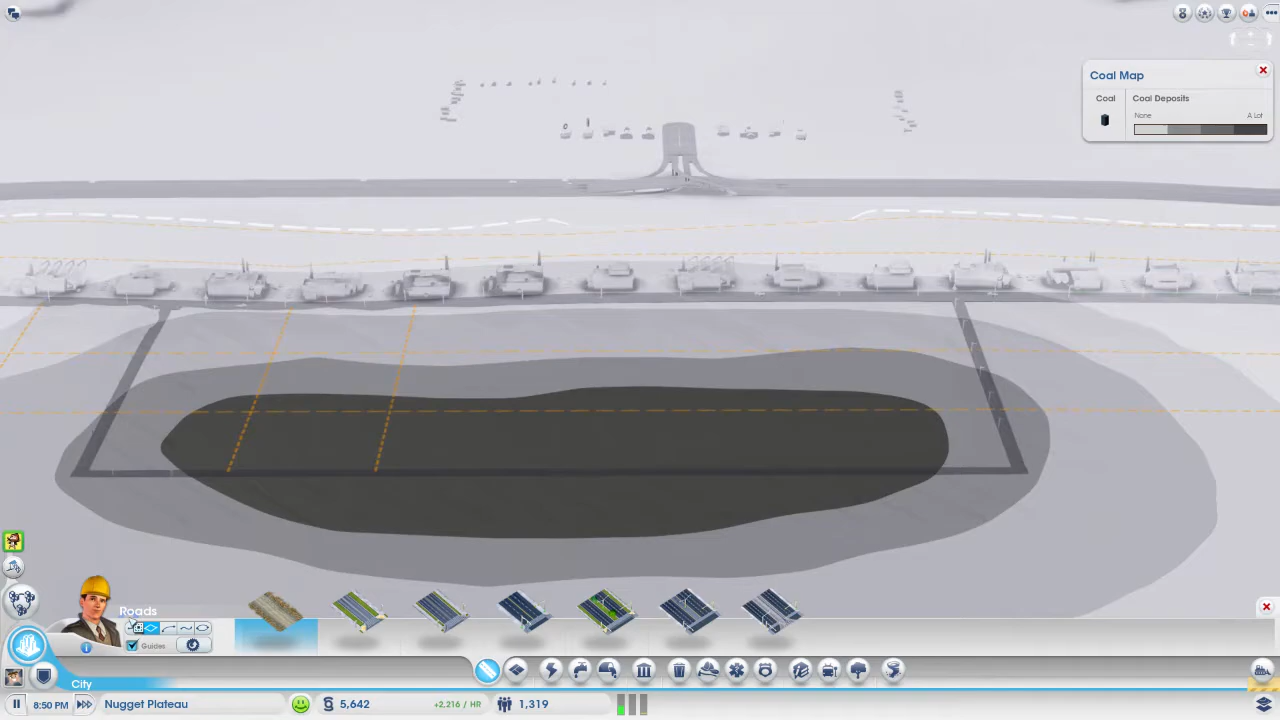 Coal Map
Coal
Coal Deposits
None
A Lot
Roads
Guides
City
8:50 PM
Nugget Plateau
5,642
+2,216 / HR
1,319